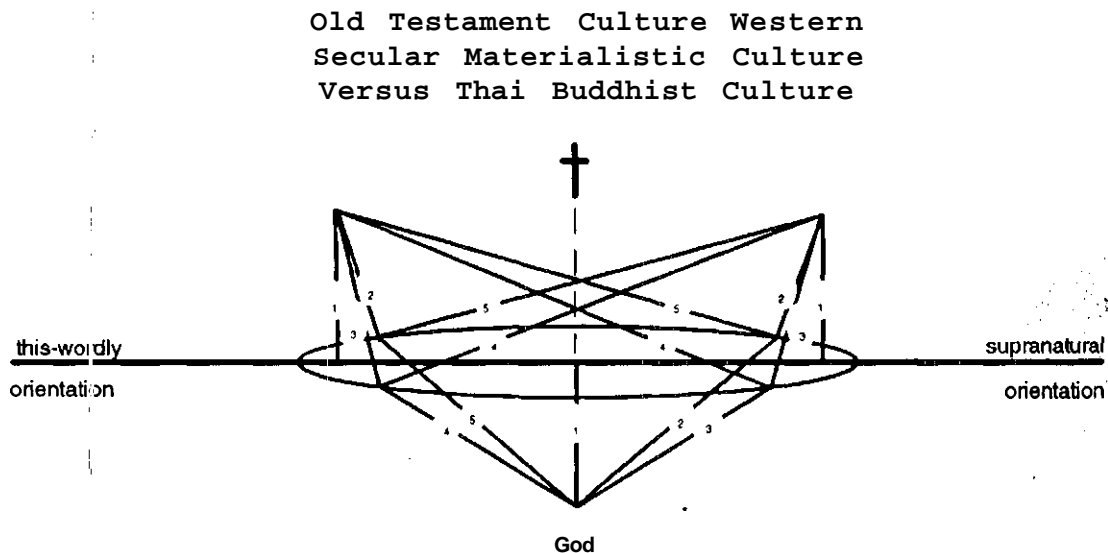 Old Testament Culture Western
Secular Materialistic Culture
Versus Thai Buddhist Culture
1 2 5 5 2 1
3 4 4 3
this-wordly supranatural
orientation orientation
5 1 2
4 3
God